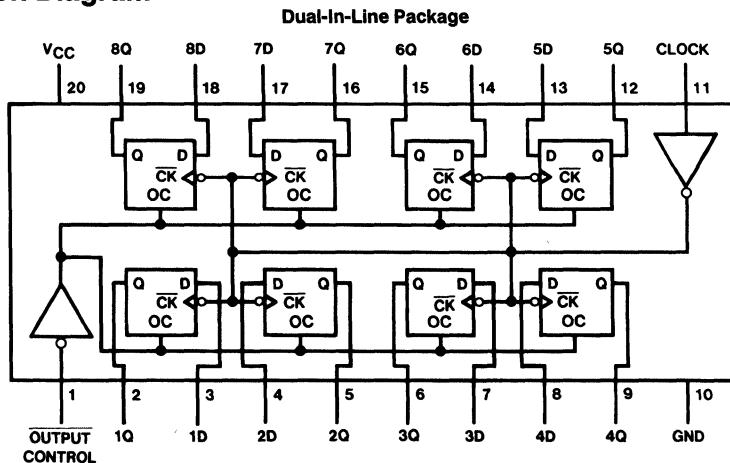 Dual-In-Line Package
VCC 8Q 8D 7D 7Q 6Q 6D 5D 5Q CLOCK
20 19 18 17 16 15 14 13 12 11
Q D D Q Q D D Q
CK CK CK CK
OC OC OC OC
Q D D Q Q D D Q
CK CK CK CK
OC OC OC OC
1 2 3 4 5 6 7 8 9 10
OUTPUT CONTROL 1Q 1D 2D 2Q 3Q 3D 4D 4Q GND